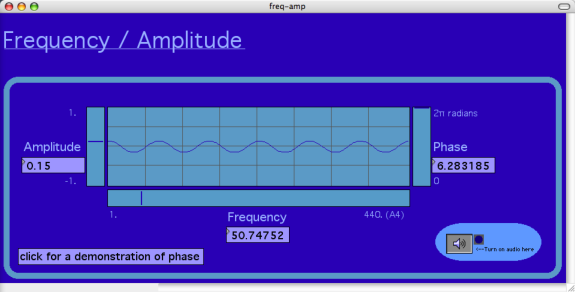 freq-amp
Frequency / Amplitude
1.
2π radians
Amplitude
Phase
0.15
6.283185
-1.
0
1.
Frequency
440. (A4)
50.74752
<--Turn on audio here
click for a demonstration of phase